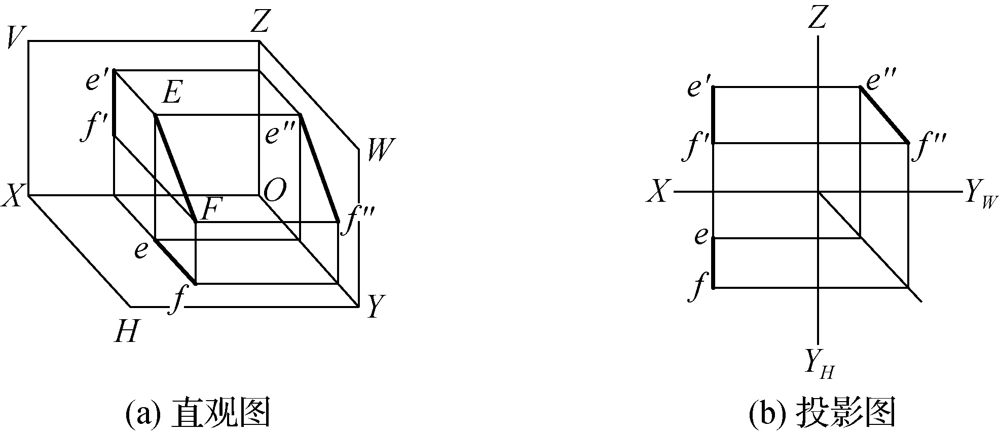 V Z Z
e′ E e′ e″
f′ e″ f′ f″
W
X O X Y_W
F f″
e e
f f
Y
H Y_H
(a) 直观图 (b) 投影图